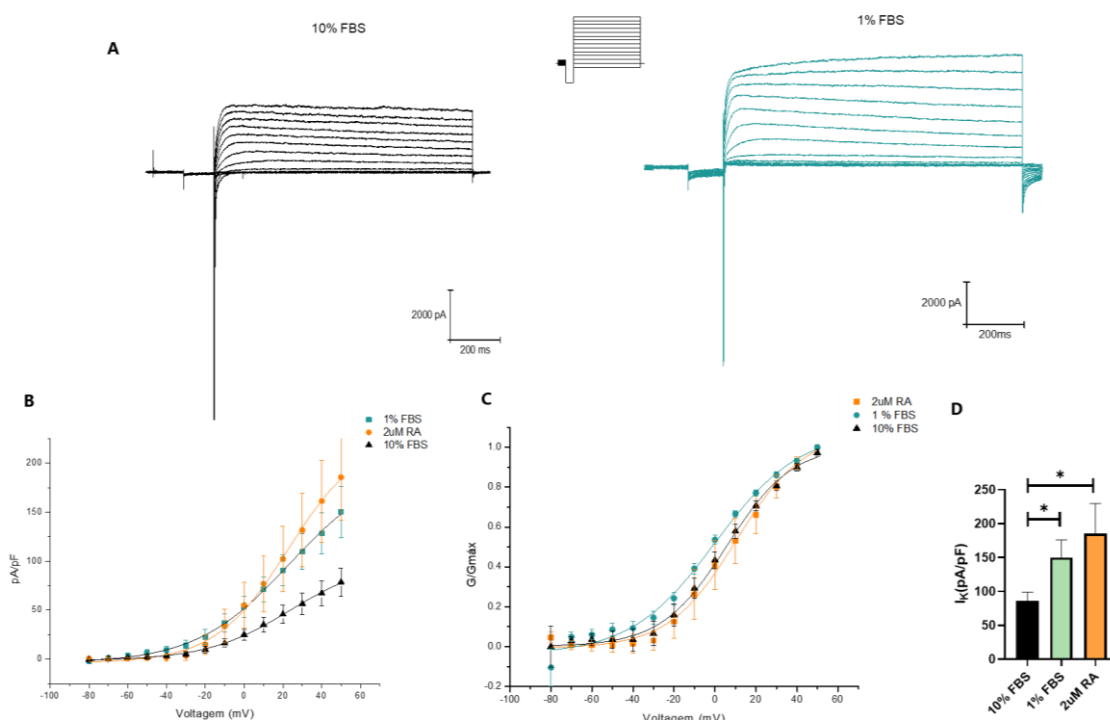 A
10% FBS
1% FBS
2000 pA
200 ms
2000 pA
200ms
B
1% FBS
2uM RA
10% FBS
pA/pF
200
150
100
50
0
-100 -80 -60 -40 -20 0 20 40 60
Voltagem (mV)
C
2uM RA
1 % FBS
10% FBS
G/Gmáx
1.0
0.8
0.6
0.4
0.2
0.0
-0.2
-100 -80 -60 -40 -20 0 20 40 60
Voltagem (mV)
D
*
*
IK(pA/pF)
250
200
150
100
50
0
10% FBS
1% FBS
2uM RA